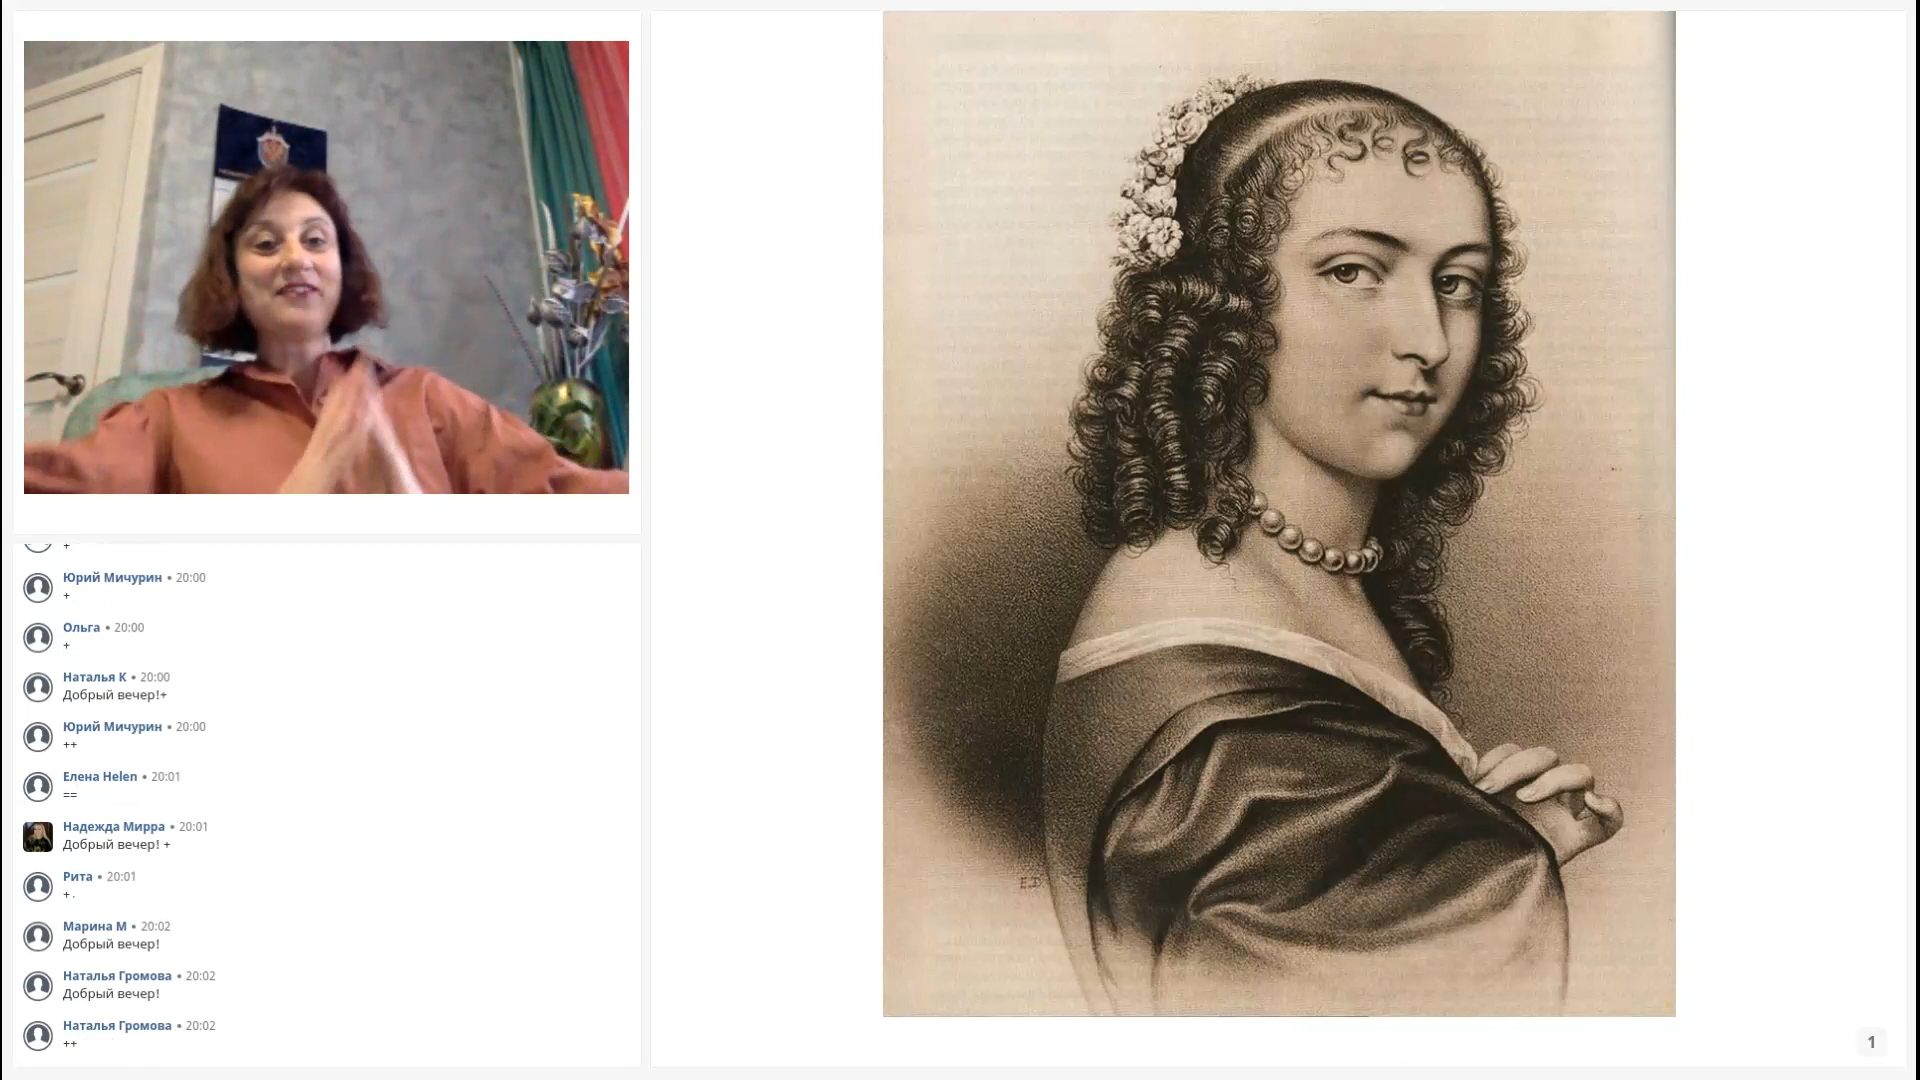 +
Юрий Мичурин • 20:00
+
Ольга • 20:00
+
Наталья К • 20:00
Добрый вечер!+
Юрий Мичурин • 20:00
++
Елена Helen • 20:01
==
Надежда Мирра • 20:01
Добрый вечер! +
Рита • 20:01
+ .
Марина М • 20:02
Добрый вечер!
Наталья Громова • 20:02
Добрый вечер!
Наталья Громова • 20:02
++
E.D
1